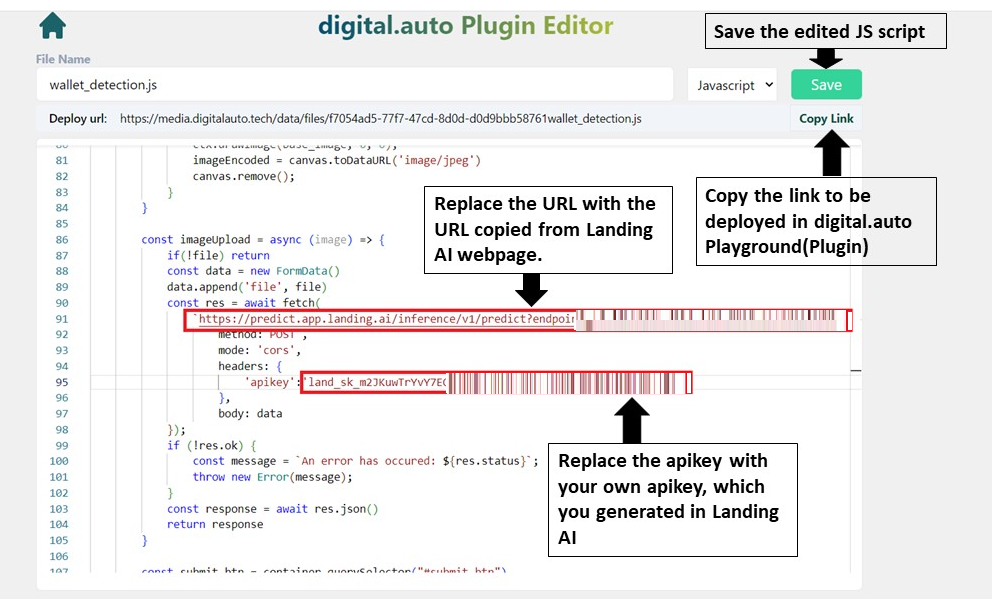 digital.auto Plugin Editor
Save the edited JS script
File Name
wallet_detection.js
Javascript
Save
Deploy url: https://media.digitalauto.tech/data/files/f7054ad5-77f7-47cd-8d0d-d0d9bbb58761wallet_detection.js
Copy Link
81 imageEncoded = canvas.toDataURL('image/jpeg')
82 canvas.remove();
83 }
84 }
85
86 const imageUpload = async (image) => {
87 if(!file) return
88 const data = new FormData()
89 data.append('file', file)
90 const res = await fetch(
91 `https://predict.app.landing.ai/inference/v1/predict?endpoin
92 method: 'POST',
93 mode: 'cors',
94 headers: {
95 'apikey':'land_sk_m2JKuwTrYvY7EC
96 },
97 body: data
98 });
99 if (!res.ok) {
100 const message = `An error has occured: ${res.status}`;
101 throw new Error(message);
102 }
103 const response = await res.json()
104 return response
105 }
106
107 const submit_btn = container.querySelector("#submit_btn")
Replace the URL with the
URL copied from Landing
AI webpage.
Copy the link to be
deployed in digital.auto
Playground(Plugin)
Replace the apikey with
your own apikey, which
you generated in Landing
AI